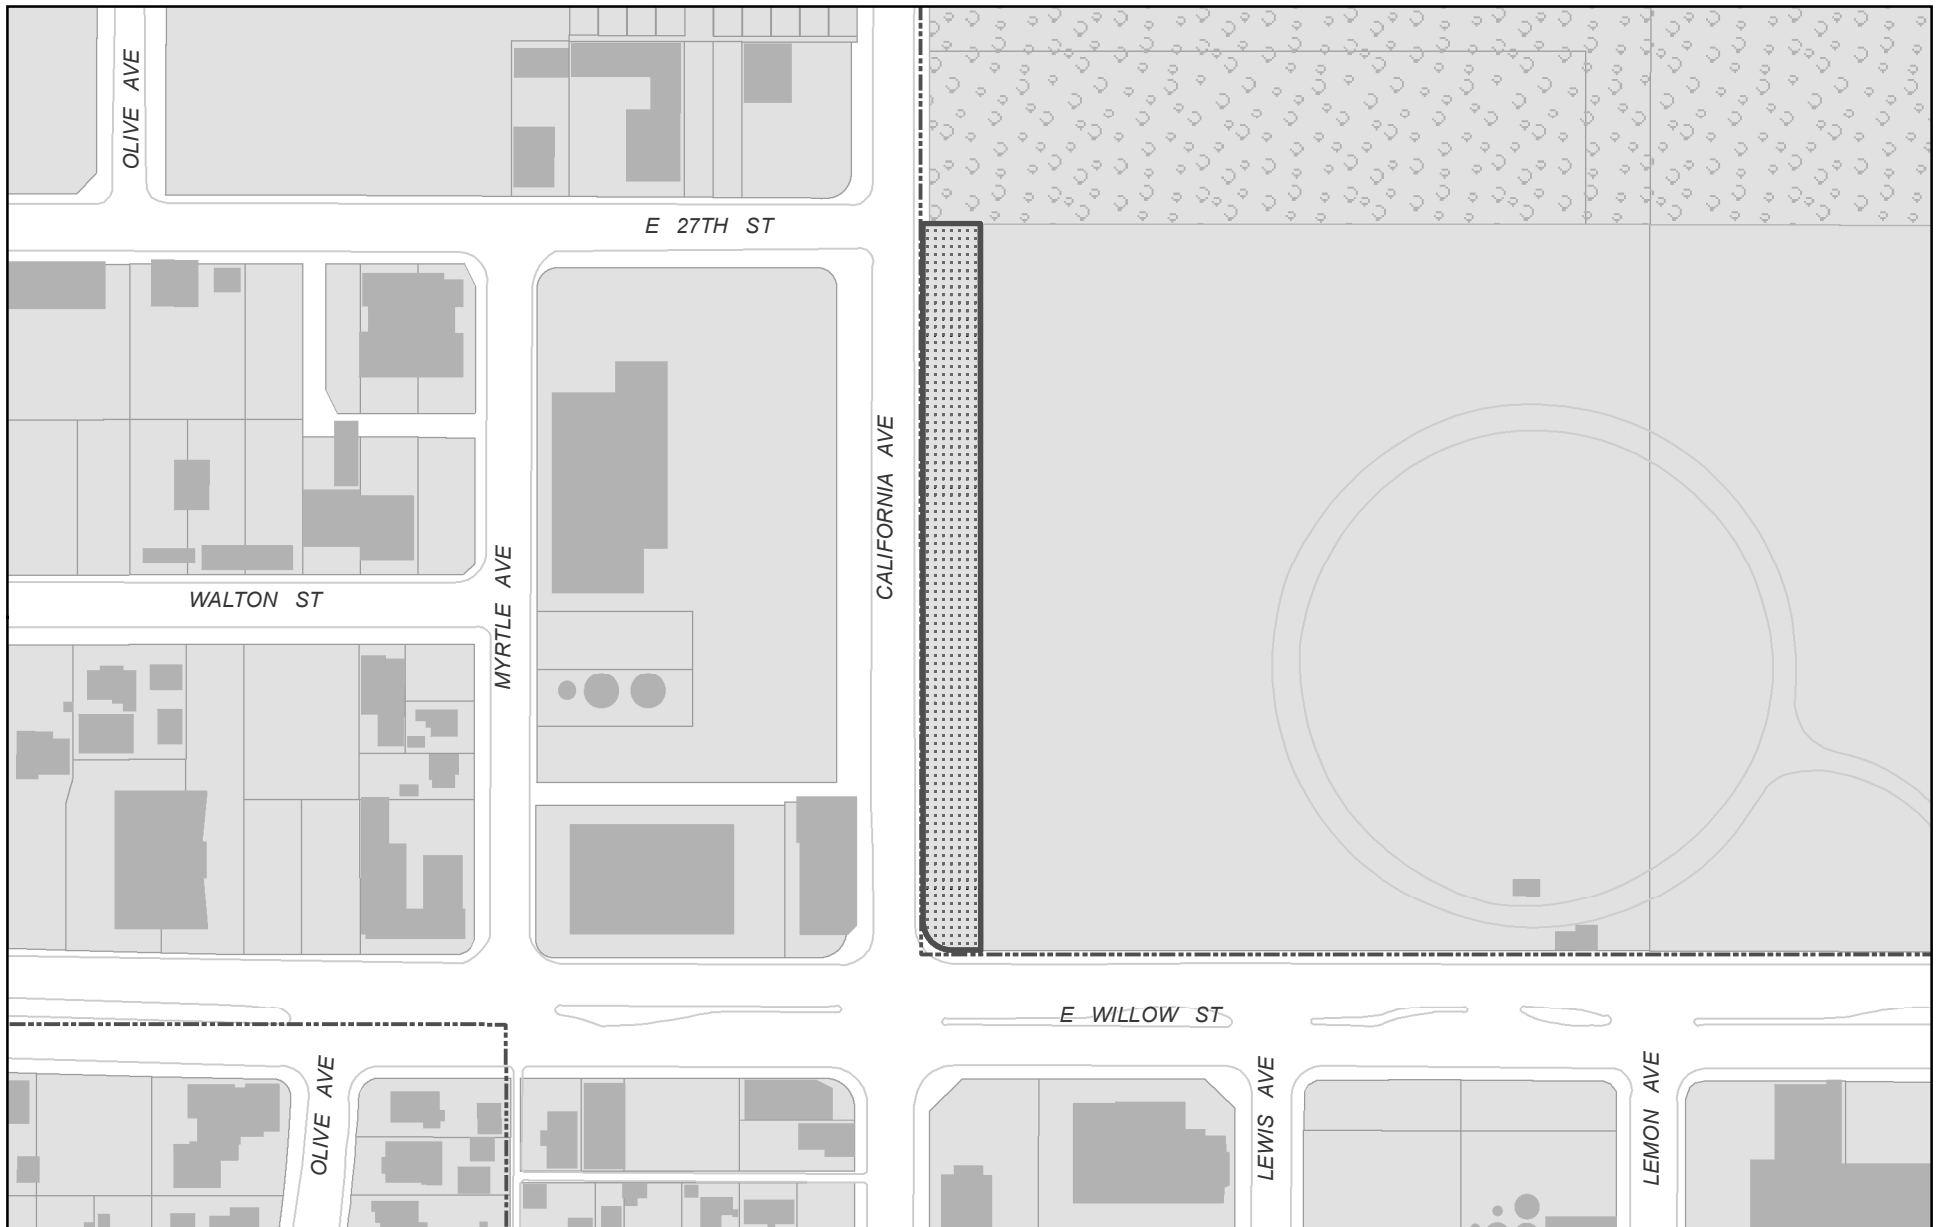 OLIVE AVE
E 27TH ST
CALIFORNIA AVE
MYRTLE AVE
WALTON ST
E WILLOW ST
OLIVE AVE
LEWIS AVE
LEMON AVE